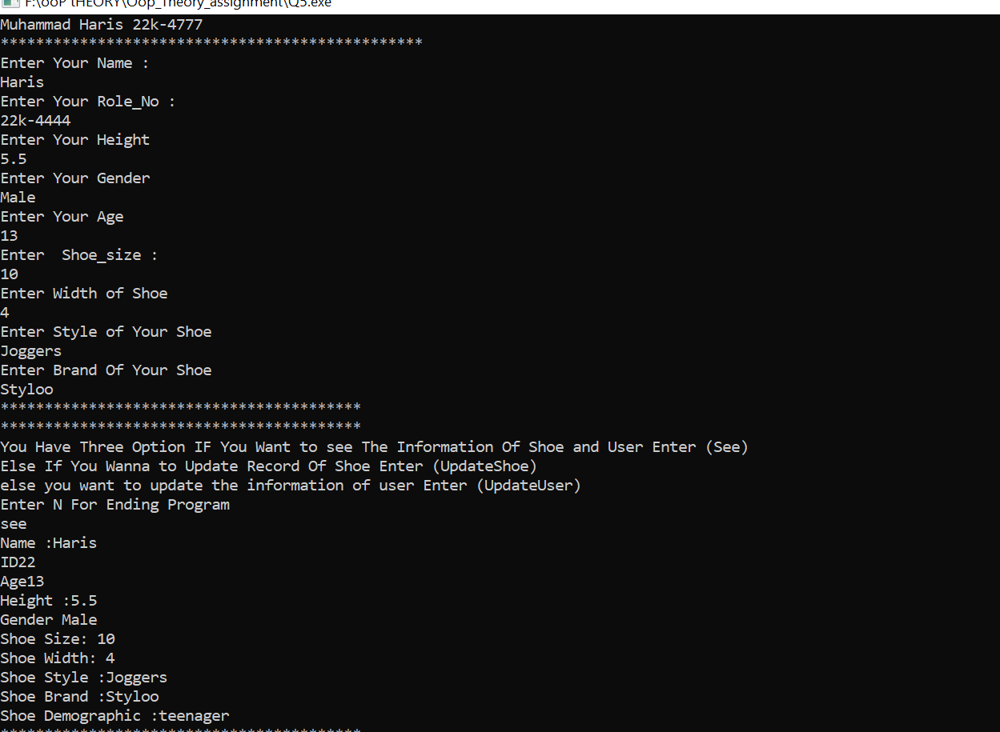 F:\ooP tHEORY\Oop_Theory_assignment\Q5.exe
Muhammad Haris 22k-4777
************************************************
Enter Your Name :
Haris
Enter Your Role_No :
22k-4444
Enter Your Height
5.5
Enter Your Gender
Male
Enter Your Age
13
Enter  Shoe_size :
10
Enter Width of Shoe
4
Enter Style of Your Shoe
Joggers
Enter Brand Of Your Shoe
Styloo
*****************************************
*****************************************
You Have Three Option IF You Want to see The Information Of Shoe and User Enter (See)
Else If You Wanna to Update Record Of Shoe Enter (UpdateShoe)
else you want to update the information of user Enter (UpdateUser)
Enter N For Ending Program
see
Name :Haris
ID22
Age13
Height :5.5
Gender Male
Shoe Size: 10
Shoe Width: 4
Shoe Style :Joggers
Shoe Brand :Styloo
Shoe Demographic :teenager
*****************************************